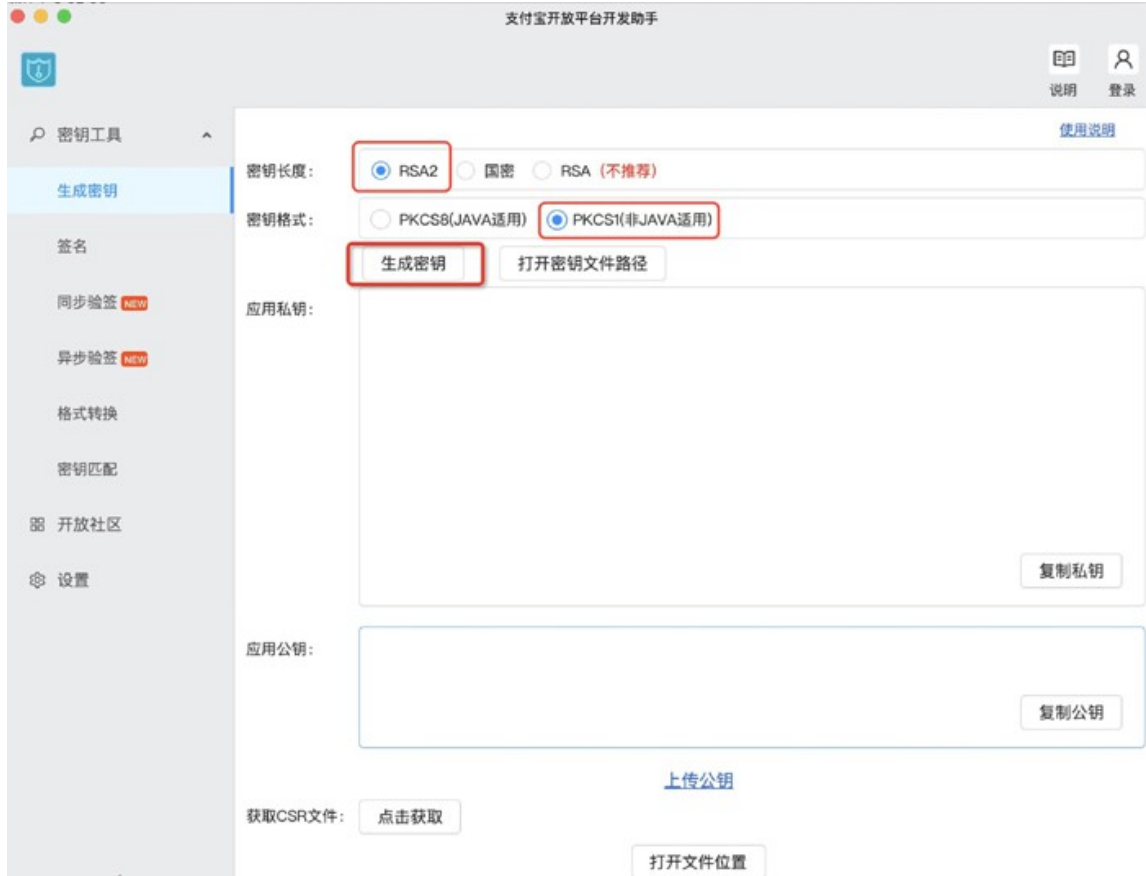 支付宝开放平台开发助手
说明 登录
密钥工具
使用说明
密钥长度： RSA2 国密 RSA (不推荐)
生成密钥
密钥格式： PKCS8(JAVA适用) PKCS1(非JAVA适用)
签名
生成密钥 打开密钥文件路径
同步验签 NEW
应用私钥：
异步验签 NEW
格式转换
密钥匹配
开放社区
设置
复制私钥
应用公钥：
复制公钥
上传公钥
获取CSR文件： 点击获取
打开文件位置